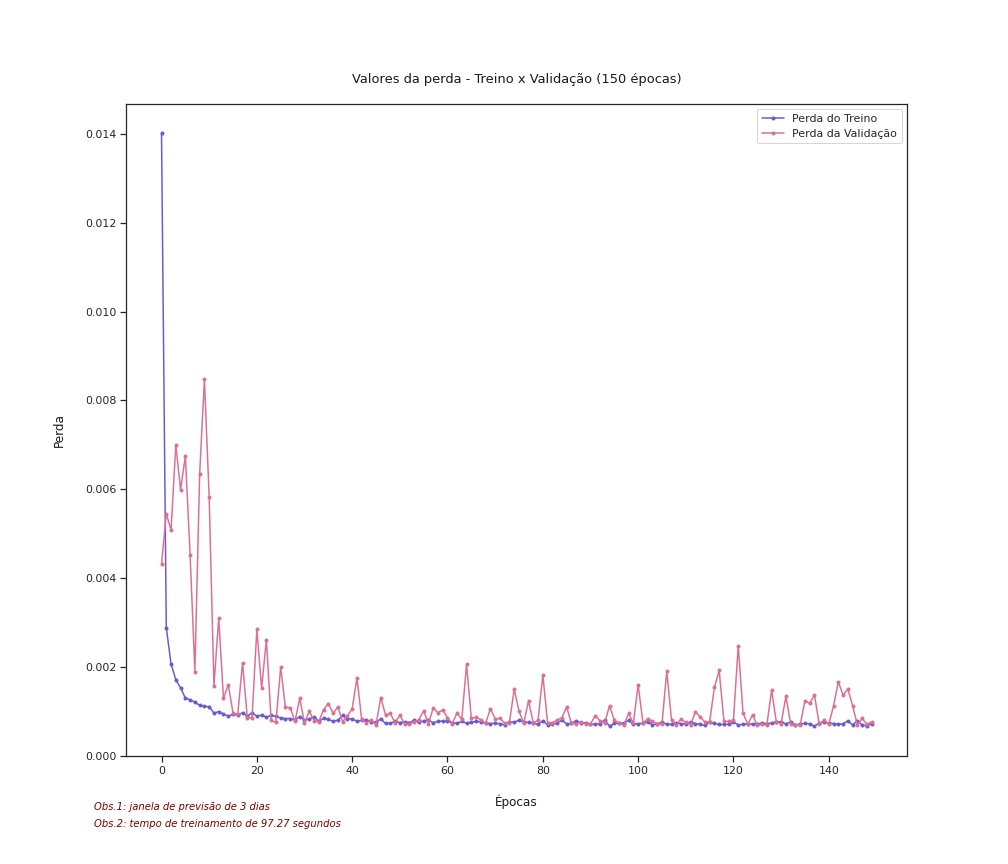 Valores da perda - Treino x Validação (150 épocas)
Perda do Treino
Perda da Validação
0.014
0.012
0.010
0.008
0.006
0.004
0.002
0.000
Perda
0 20 40 60 80 100 120 140
Épocas
Obs.1: janela de previsão de 3 dias
Obs.2: tempo de treinamento de 97.27 segundos